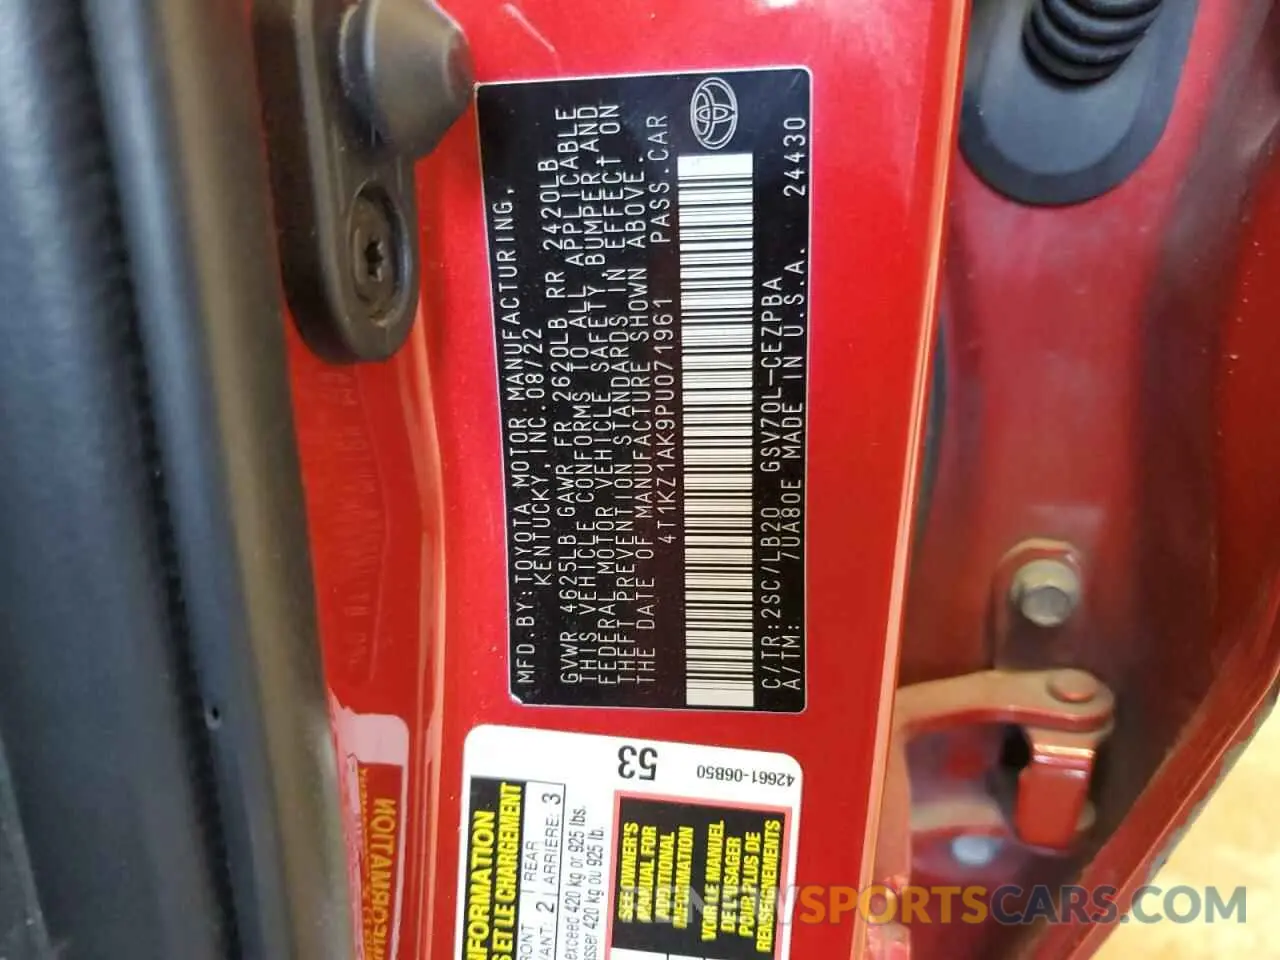 MFD.BY:TOYOTA MOTOR MANUFACTURING,
KENTUCKY,INC.08/22
GVWR 4625LB GAWR FR 2620LB RR 2420LB
THIS VEHICLE CONFORMS TO ALL APPLICABLE
FEDERAL MOTOR VEHICLE SAFETY,BUMPER,AND
THEFT PREVENTION STANDARDS IN EFFECT ON
THE DATE OF MANUFACTURE SHOWN ABOVE.
4T1KZ1AK9PU071961 PASS.CAR
C/TR:2SC/LB20 GSV70L-CEZPBA
A/TM: 7UA80E MADE IN U.S.A. 24430
53
42661-06B50
REAR
2 ARRIÈRE: 3
exceed 420 kg or 925 lbs.
420 kg ou 925 lb.
LE CHARGEMENT
SEE OWNER'S
MANUAL FOR
ADDITIONAL
INFORMATION
VOIR LE MANUEL
DE L'USAGER
POUR PLUS DE
RENSEIGNEMENTS
SPORTSCARS.COM